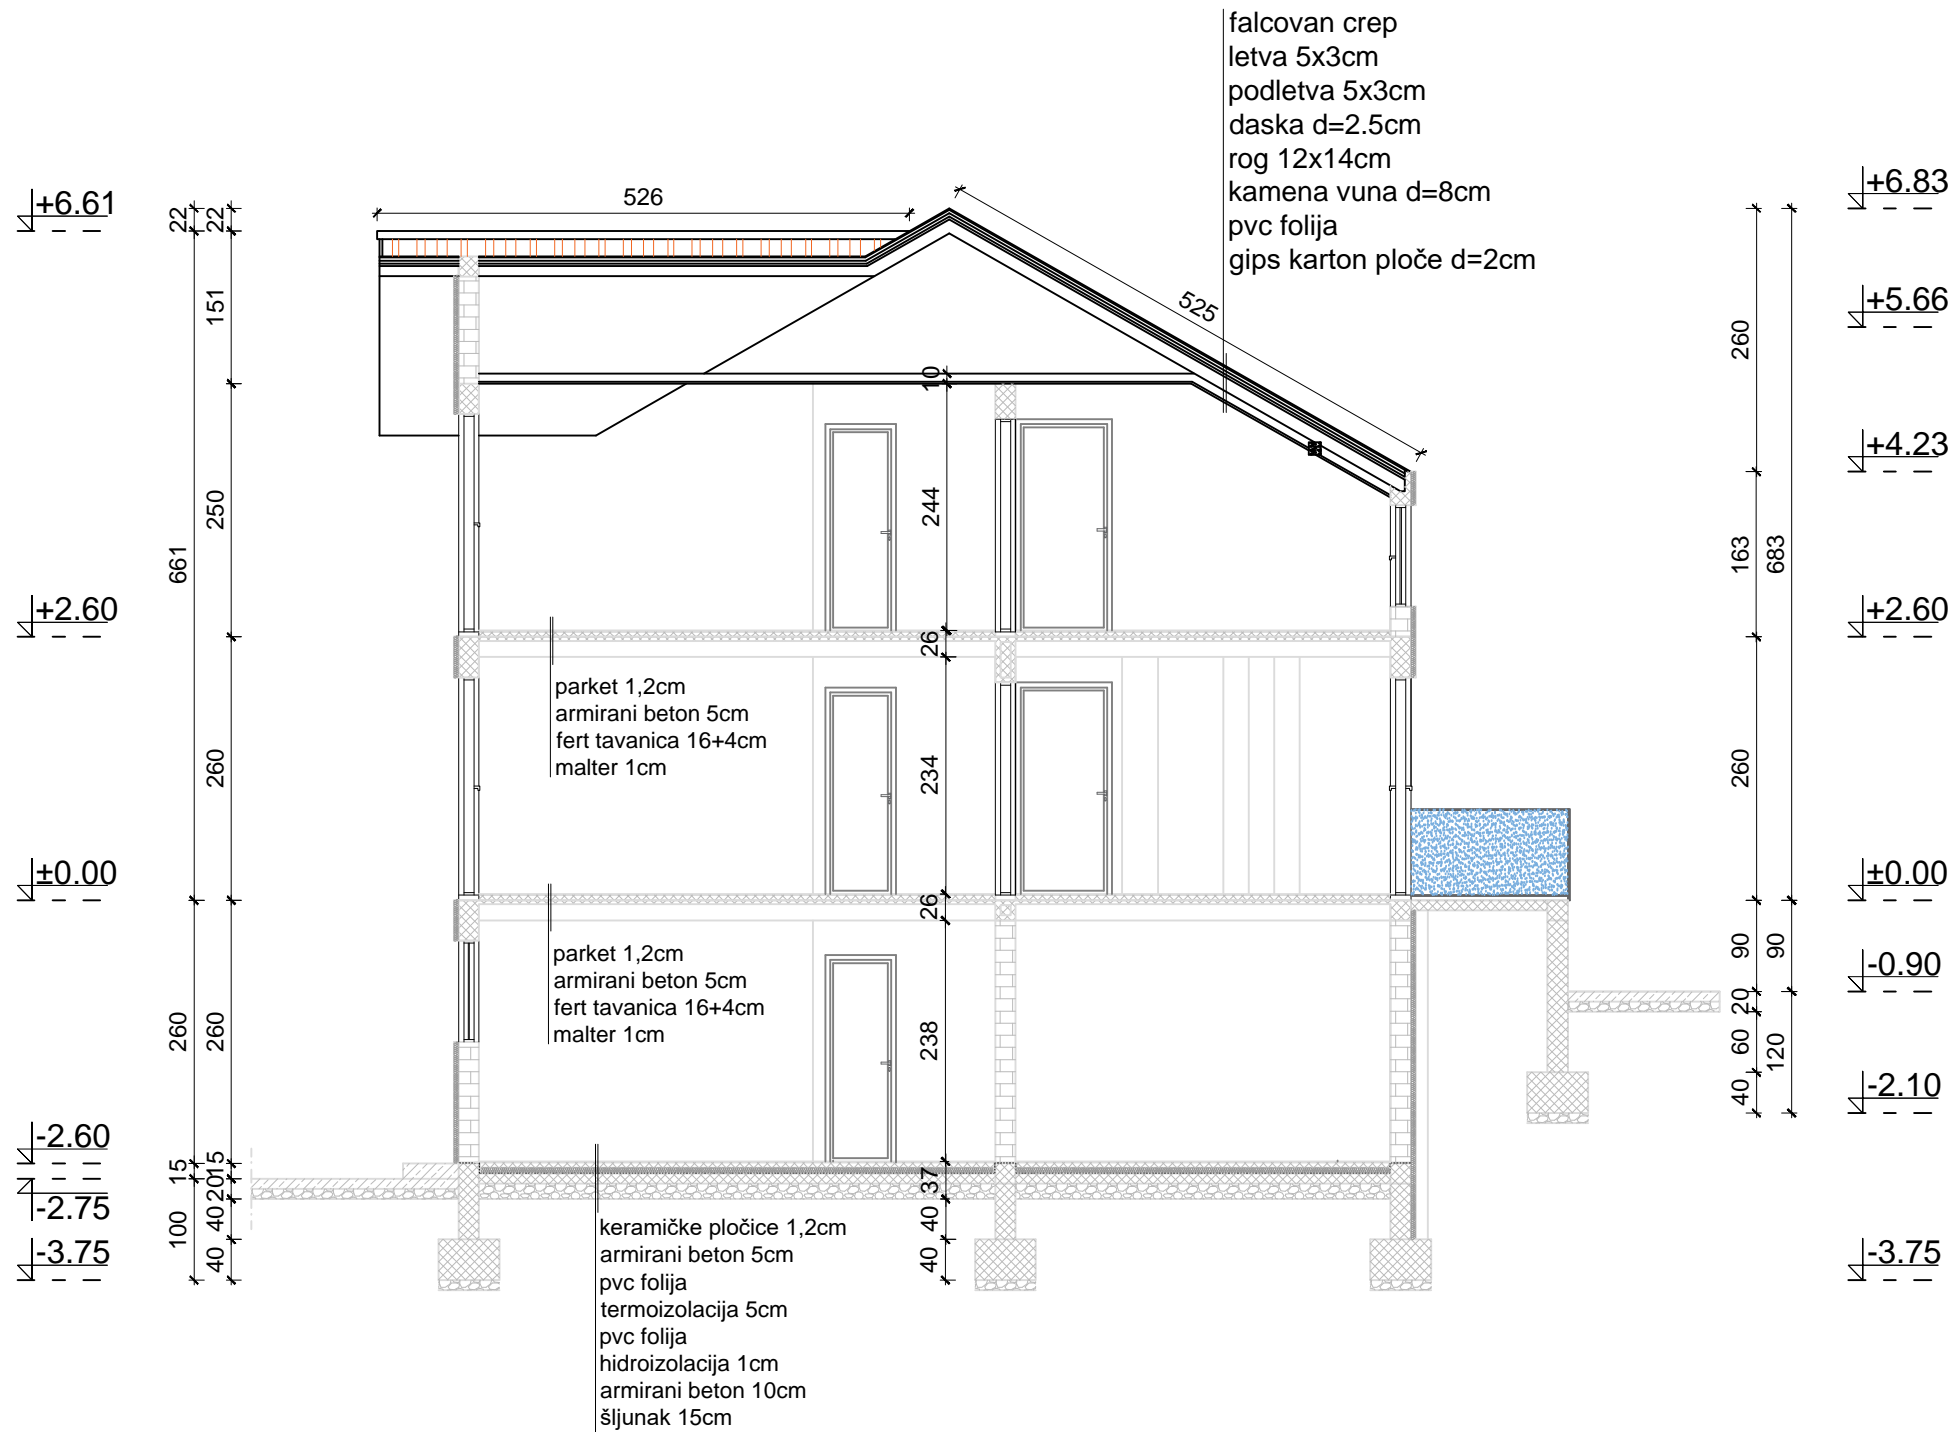 falcovan crep
letva 5x3cm
podletva 5x3cm
daska d=2.5cm
rog 12x14cm
kamena vuna d=8cm
pvc folija
gips karton ploče d=2cm
+6.61
+2.60
±0.00
-2.60
-2.75
-3.75
22
661
260
15
100
22
151
250
260
260
15
20
40
40
526
525
10
244
26
234
26
238
37
40
40
parket 1,2cm
armirani beton 5cm
fert tavanica 16+4cm
malter 1cm
parket 1,2cm
armirani beton 5cm
fert tavanica 16+4cm
malter 1cm
keramičke pločice 1,2cm
armirani beton 5cm
pvc folija
termoizolacija 5cm
pvc folija
hidroizolacija 1cm
armirani beton 10cm
šljunak 15cm
260
163
260
90
20
60
40
683
90
120
+6.83
+5.66
+4.23
+2.60
±0.00
-0.90
-2.10
-3.75